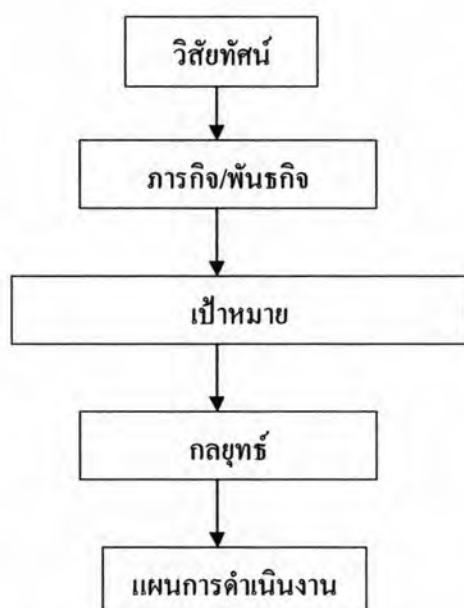 วิสัยทัศน์
ภารกิจ/พันธกิจ
เป้าหมาย
กลยุทธ์
แผนการดำเนินงาน